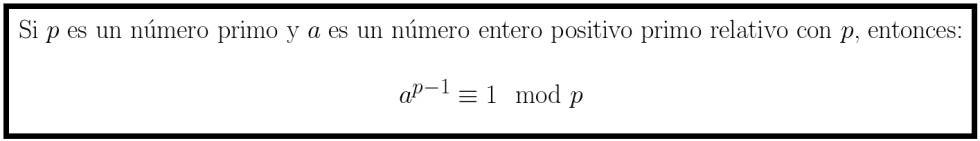 Si p es un número primo y a es un número entero positivo primo relativo con p, entonces:
a^{p−1} ≡ 1 mod p